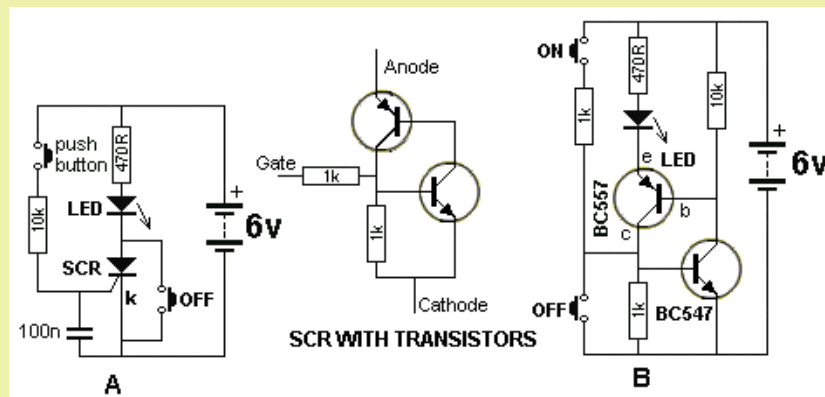 push
button
470R
10k
LED
SCR
k
OFF
100n
+
6v
A
Anode
Gate
1k
1k
Cathode
SCR WITH TRANSISTORS
ON
1k
470R
10k
e
LED
BC557
b
c
OFF
1k
BC547
+
6v
B